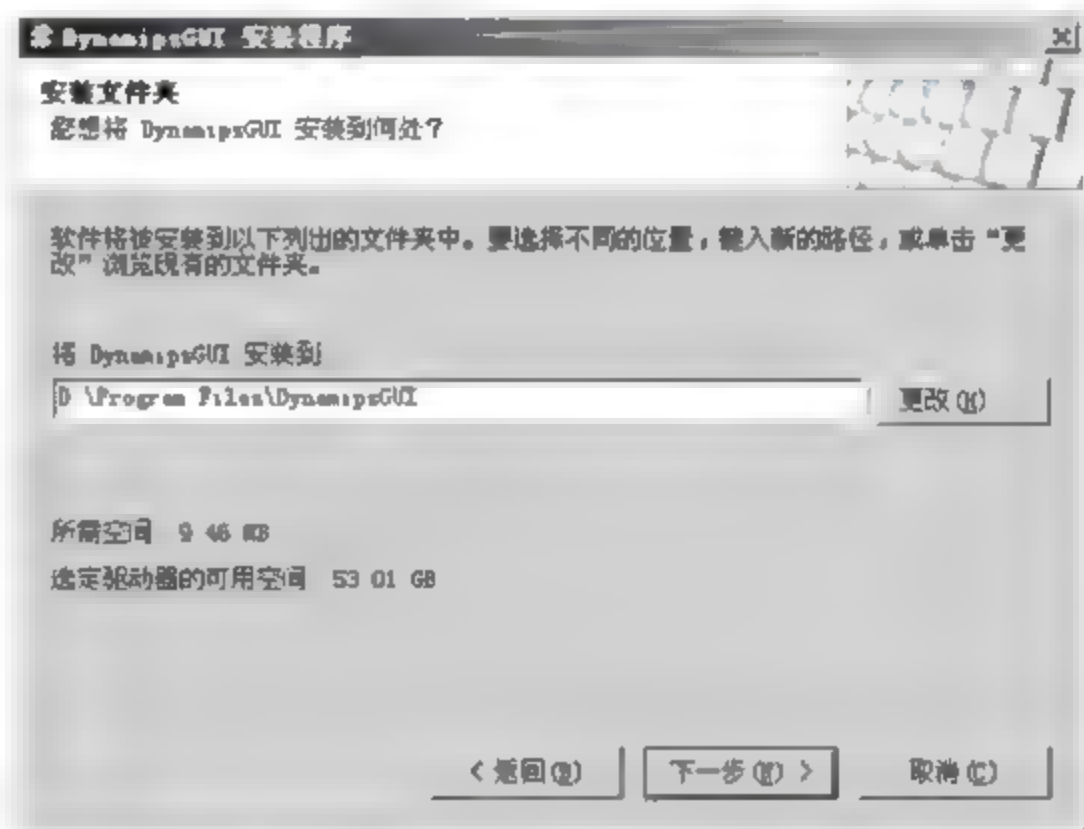 DynamipsGUI 安装程序
安装文件夹
您想将 DynamipsGUI 安装到何处?
软件将被安装到以下列出的文件夹中。要选择不同的位置,键入新的路径,或单击“更
改”浏览现有的文件夹。
将 DynamipsGUI 安装到
D \Program Files\DynamipsGUI
更改(H)
所需空间 9 46 MB
选定驱动器的可用空间 53 01 GB
< 返回(B)
下一步(N) >
取消(C)